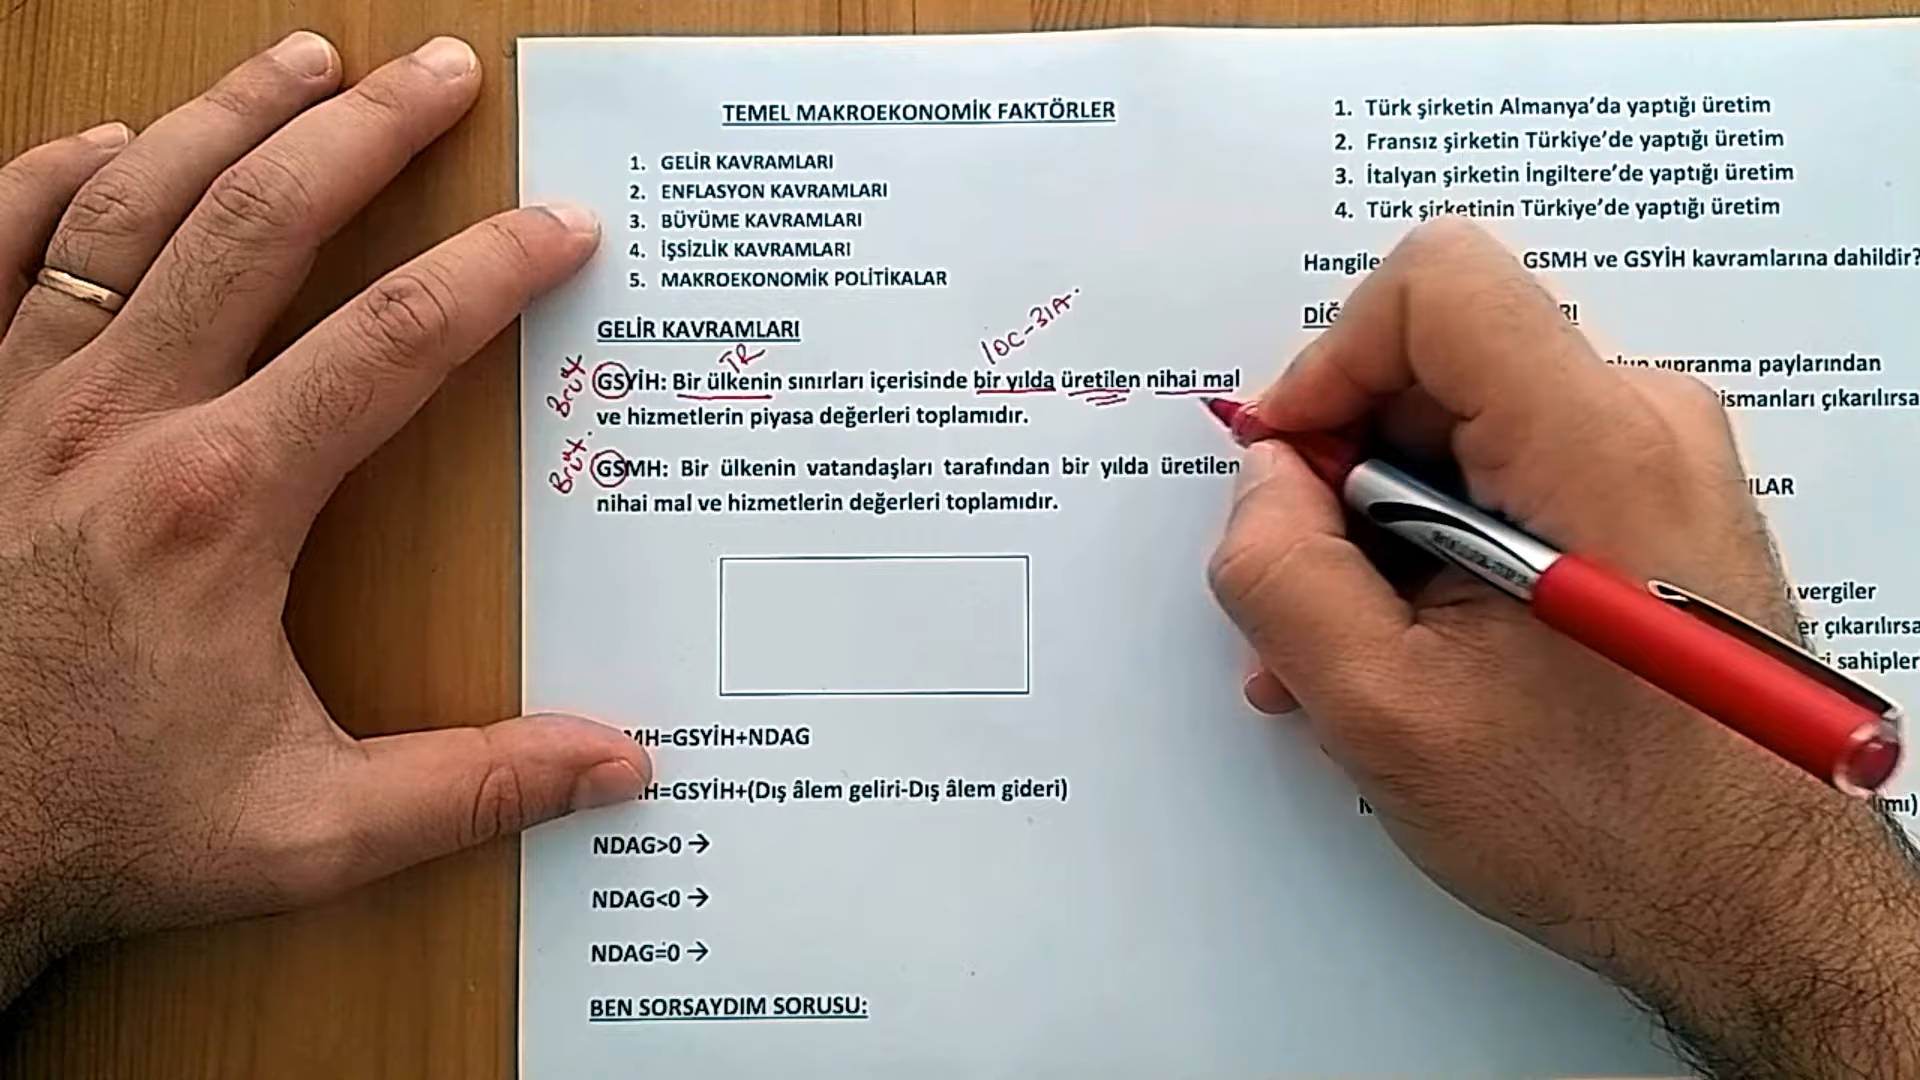 TEMEL MAKROEKONOMİK FAKTÖRLER
1. GELİR KAVRAMLARI
2. ENFLASYON KAVRAMLARI
3. BÜYÜME KAVRAMLARI
4. İŞSİZLİK KAVRAMLARI
5. MAKROEKONOMİK POLİTİKALAR
GELİR KAVRAMLARI
TR
1OC-31A.
Brüt
GSYİH: Bir ülkenin sınırları içerisinde bir yılda üretilen nihai mal
ve hizmetlerin piyasa değerleri toplamıdır.
Brüt.
GSMH: Bir ülkenin vatandaşları tarafından bir yılda üretilen
nihai mal ve hizmetlerin değerleri toplamıdır.
MH=GSYİH+NDAG
H=GSYİH+(Dış âlem geliri-Dış âlem gideri)
NDAG>0 →
NDAG<0 →
NDAG=0 →
BEN SORSAYDIM SORUSU:
1. Türk şirketin Almanya'da yaptığı üretim
2. Fransız şirketin Türkiye'de yaptığı üretim
3. İtalyan şirketin İngiltere'de yaptığı üretim
4. Türk şirketinin Türkiye'de yaptığı üretim
Hangile GSMH ve GSYİH kavramlarına dahildir?
DİĞ RI
yıpranma paylarından
ismanları çıkarılırsa
ILAR
vergiler
er çıkarılırsa
sahipler